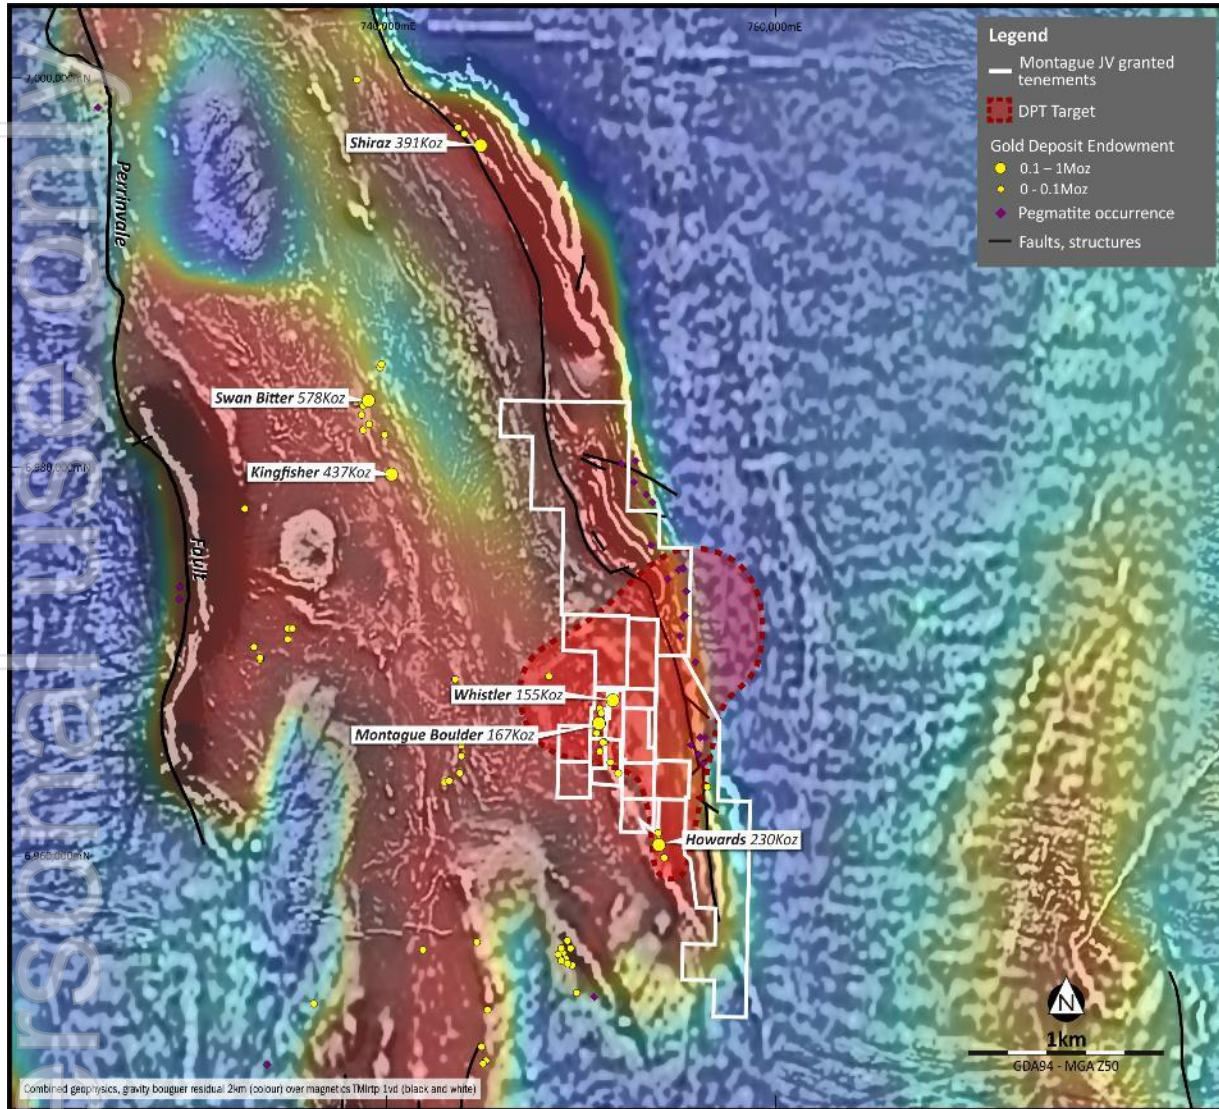 740,000mE
760,000mE
7,000,000mN
6,980,000mN
6,960,000mN
ersonal use only
Perrinvale
Fault
Shiraz 391Koz
Swan Bitter 578Koz
Kingfisher 437Koz
Whistler 155Koz
Montague Boulder 167Koz
Howards 230Koz
Legend
Montague JV granted
tenements
DPT Target
Gold Deposit Endowment
0.1 – 1Moz
0 - 0.1Moz
Pegmatite occurrence
Faults, structures
N
1km
GDA94 - MGA Z50
Combined geophysics, gravity bouguer residual 2km (colour) over magnetics TMIrtp 1vd (black and white)